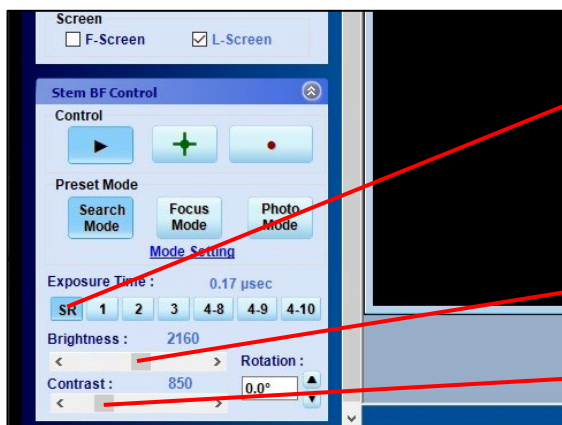 Screen
F-Screen L-Screen
Stem BF Control
Control
Preset Mode
Search Mode Focus Mode Photo Mode
Mode Setting
Exposure Time : 0.17 µsec
SR 1 2 3 4-8 4-9 4-10
Brightness : 2160
Rotation :
Contrast : 850
0.0°